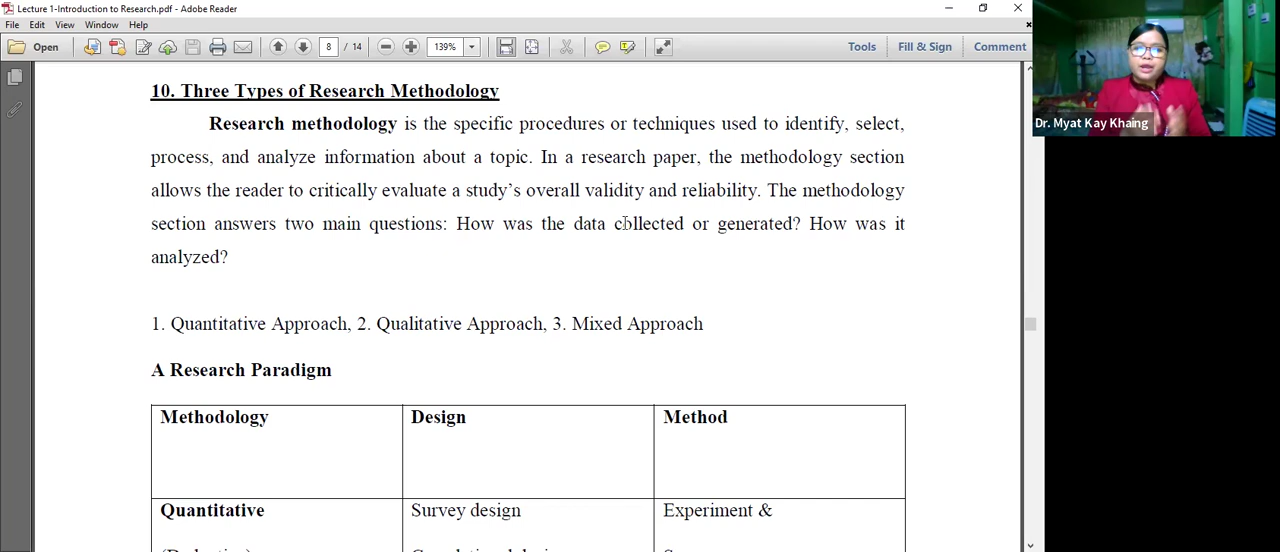 Lecture 1-Introduction to Research.pdf - Adobe Reader
File Edit View Window Help
Open 8 / 14 139% Tools Fill & Sign Comment
Dr. Myat Kay Khaing
10. Three Types of Research Methodology
Research methodology is the specific procedures or techniques used to identify, select,
process, and analyze information about a topic. In a research paper, the methodology section
allows the reader to critically evaluate a study’s overall validity and reliability. The methodology
section answers two main questions: How was the data collected or generated? How was it
analyzed?
1. Quantitative Approach, 2. Qualitative Approach, 3. Mixed Approach
A Research Paradigm
Methodology Design Method
Quantitative Survey design Experiment &